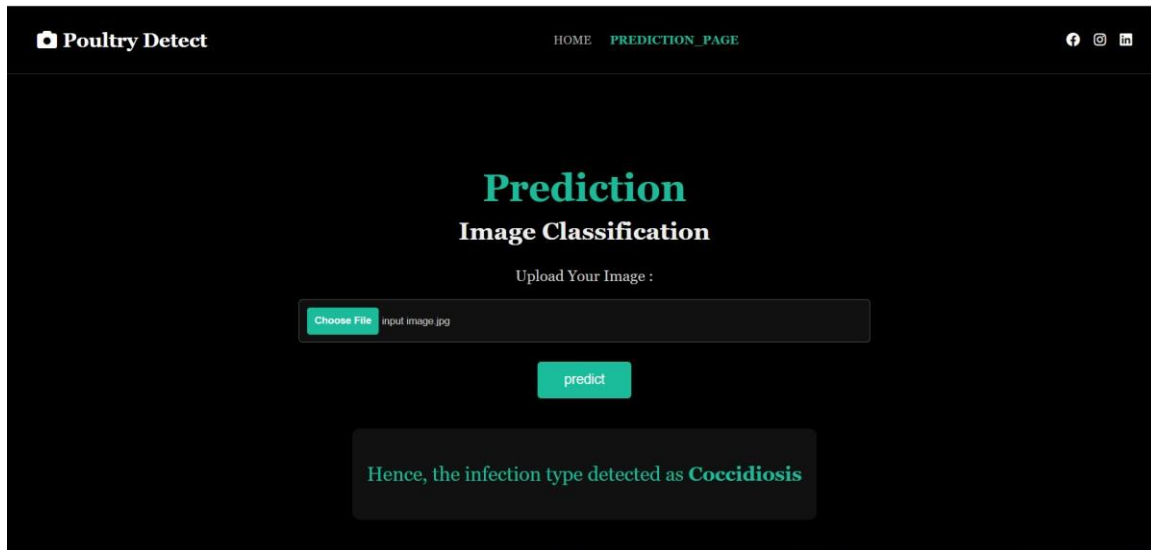 Poultry Detect
HOME PREDICTION_PAGE
Prediction
Image Classification
Upload Your Image :
Choose File input image.jpg
predict
Hence, the infection type detected as Coccidiosis